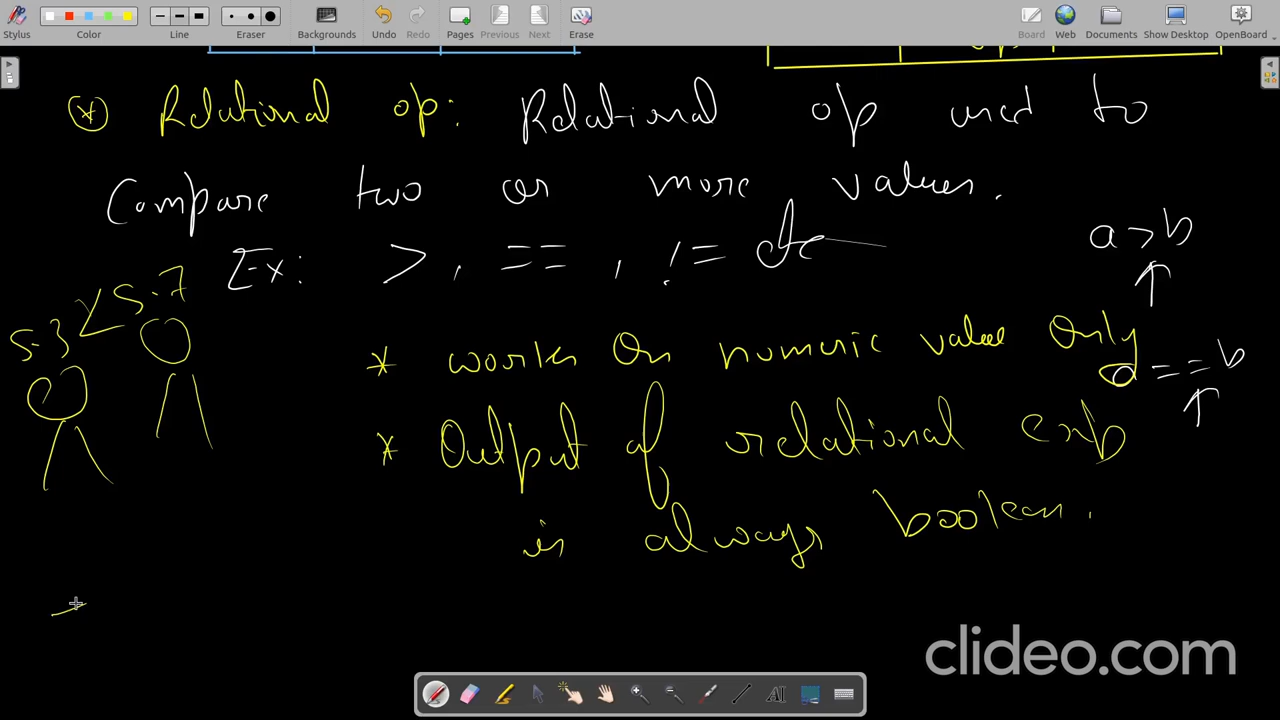 Stylus Color Line Eraser Backgrounds Undo Redo Pages Previous Next Erase Board Web Documents Show Desktop OpenBoard
* Relational op: Relational op used to
Compare two or more values.
Ex: >, ==, != &c
a > b
5.3 < 5.7
* works on numeric value Only
a == b
* Output of relational exp
is always boolean.
clideo.com